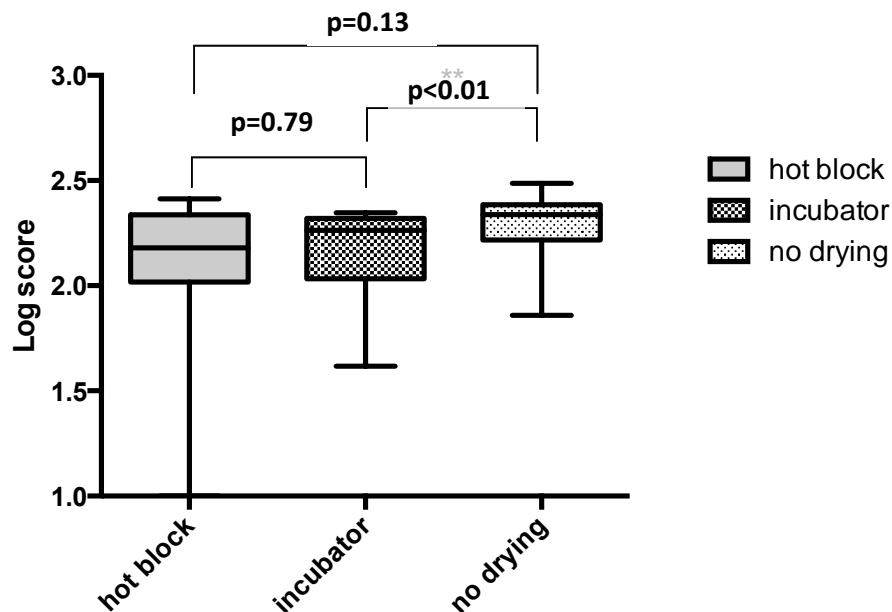 p=0.13
**
p<0.01
p=0.79
3.0
2.5
2.0
1.5
1.0
Log score
hot block
incubator
no drying
hot block
incubator
no drying